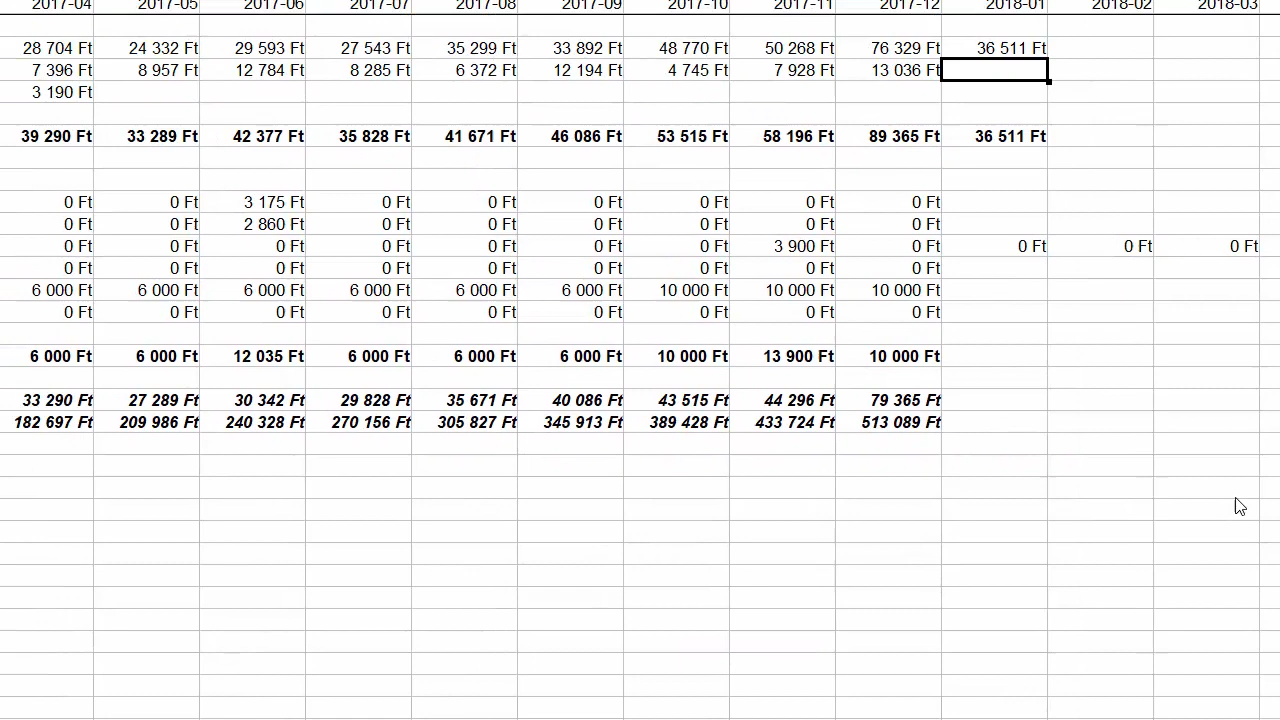 2017-04 2017-05 2017-06 2017-07 2017-08 2017-09 2017-10 2017-11 2017-12 2018-01 2018-02 2018-03
28 704 Ft 24 332 Ft 29 593 Ft 27 543 Ft 35 299 Ft 33 892 Ft 48 770 Ft 50 268 Ft 76 329 Ft 36 511 Ft
7 396 Ft 8 957 Ft 12 784 Ft 8 285 Ft 6 372 Ft 12 194 Ft 4 745 Ft 7 928 Ft 13 036 Ft
3 190 Ft
39 290 Ft 33 289 Ft 42 377 Ft 35 828 Ft 41 671 Ft 46 086 Ft 53 515 Ft 58 196 Ft 89 365 Ft 36 511 Ft
0 Ft 0 Ft 3 175 Ft 0 Ft 0 Ft 0 Ft 0 Ft 0 Ft 0 Ft
0 Ft 0 Ft 2 860 Ft 0 Ft 0 Ft 0 Ft 0 Ft 0 Ft 0 Ft
0 Ft 0 Ft 0 Ft 0 Ft 0 Ft 0 Ft 0 Ft 3 900 Ft 0 Ft 0 Ft 0 Ft 0 Ft
0 Ft 0 Ft 0 Ft 0 Ft 0 Ft 0 Ft 0 Ft 0 Ft 0 Ft
6 000 Ft 6 000 Ft 6 000 Ft 6 000 Ft 6 000 Ft 6 000 Ft 10 000 Ft 10 000 Ft 10 000 Ft
0 Ft 0 Ft 0 Ft 0 Ft 0 Ft 0 Ft 0 Ft 0 Ft 0 Ft
6 000 Ft 6 000 Ft 12 035 Ft 6 000 Ft 6 000 Ft 6 000 Ft 10 000 Ft 13 900 Ft 10 000 Ft
33 290 Ft 27 289 Ft 30 342 Ft 29 828 Ft 35 671 Ft 40 086 Ft 43 515 Ft 44 296 Ft 79 365 Ft
182 697 Ft 209 986 Ft 240 328 Ft 270 156 Ft 305 827 Ft 345 913 Ft 389 428 Ft 433 724 Ft 513 089 Ft